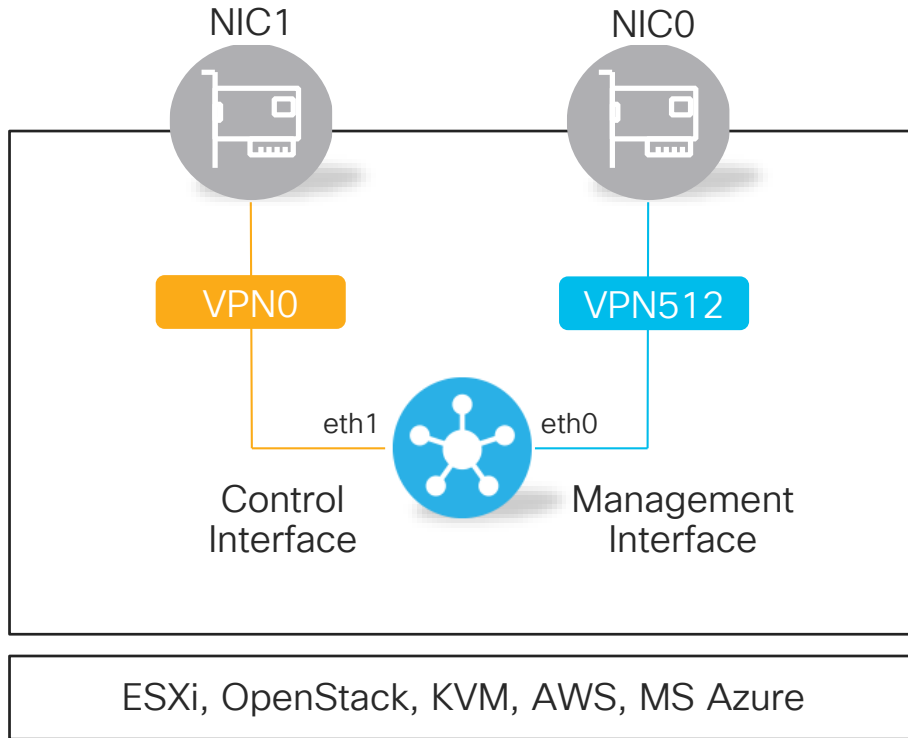 NIC1
NIC0
VPN0
VPN512
eth1
eth0
Control
Interface
Management
Interface
ESXi, OpenStack, KVM, AWS, MS Azure